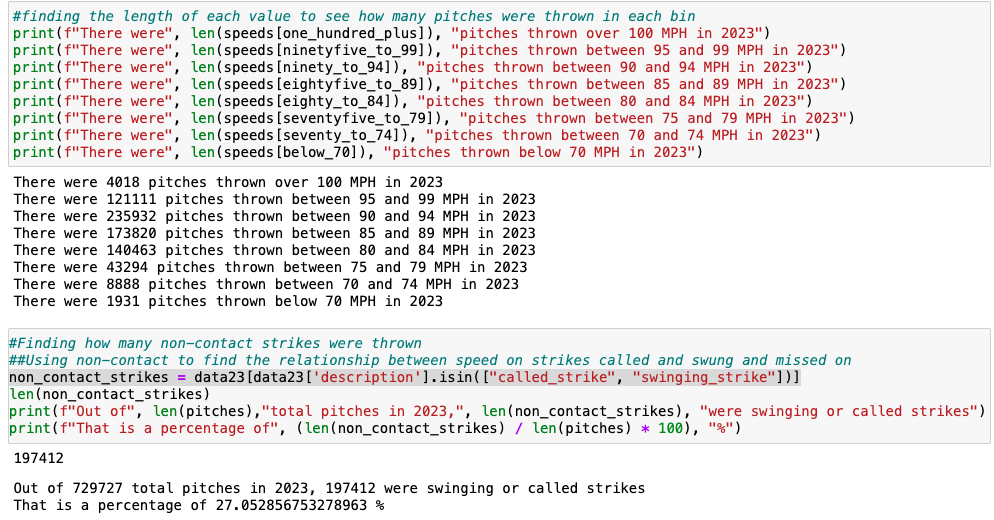 #finding the length of each value to see how many pitches were thrown in each bin
print(f"There were", len(speeds[one_hundred_plus]), "pitches thrown over 100 MPH in 2023")
print(f"There were", len(speeds[ninetyfive_to_99]), "pitches thrown between 95 and 99 MPH in 2023")
print(f"There were", len(speeds[ninety_to_94]), "pitches thrown between 90 and 94 MPH in 2023")
print(f"There were", len(speeds[eightyfive_to_89]), "pitches thrown between 85 and 89 MPH in 2023")
print(f"There were", len(speeds[eighty_to_84]), "pitches thrown between 80 and 84 MPH in 2023")
print(f"There were", len(speeds[seventyfive_to_79]), "pitches thrown between 75 and 79 MPH in 2023")
print(f"There were", len(speeds[seventy_to_74]), "pitches thrown between 70 and 74 MPH in 2023")
print(f"There were", len(speeds[below_70]), "pitches thrown below 70 MPH in 2023")
There were 4018 pitches thrown over 100 MPH in 2023
There were 121111 pitches thrown between 95 and 99 MPH in 2023
There were 235932 pitches thrown between 90 and 94 MPH in 2023
There were 173820 pitches thrown between 85 and 89 MPH in 2023
There were 140463 pitches thrown between 80 and 84 MPH in 2023
There were 43294 pitches thrown between 75 and 79 MPH in 2023
There were 8888 pitches thrown between 70 and 74 MPH in 2023
There were 1931 pitches thrown below 70 MPH in 2023
#Finding how many non-contact strikes were thrown
##Using non-contact to find the relationship between speed on strikes called and swung and missed on
non_contact_strikes = data23[data23['description'].isin(["called_strike", "swinging_strike"])]
len(non_contact_strikes)
print(f"Out of", len(pitches),"total pitches in 2023,", len(non_contact_strikes), "were swinging or called strikes")
print(f"That is a percentage of", (len(non_contact_strikes) / len(pitches) * 100), "%")
197412
Out of 729727 total pitches in 2023, 197412 were swinging or called strikes
That is a percentage of 27.052856753278963 %